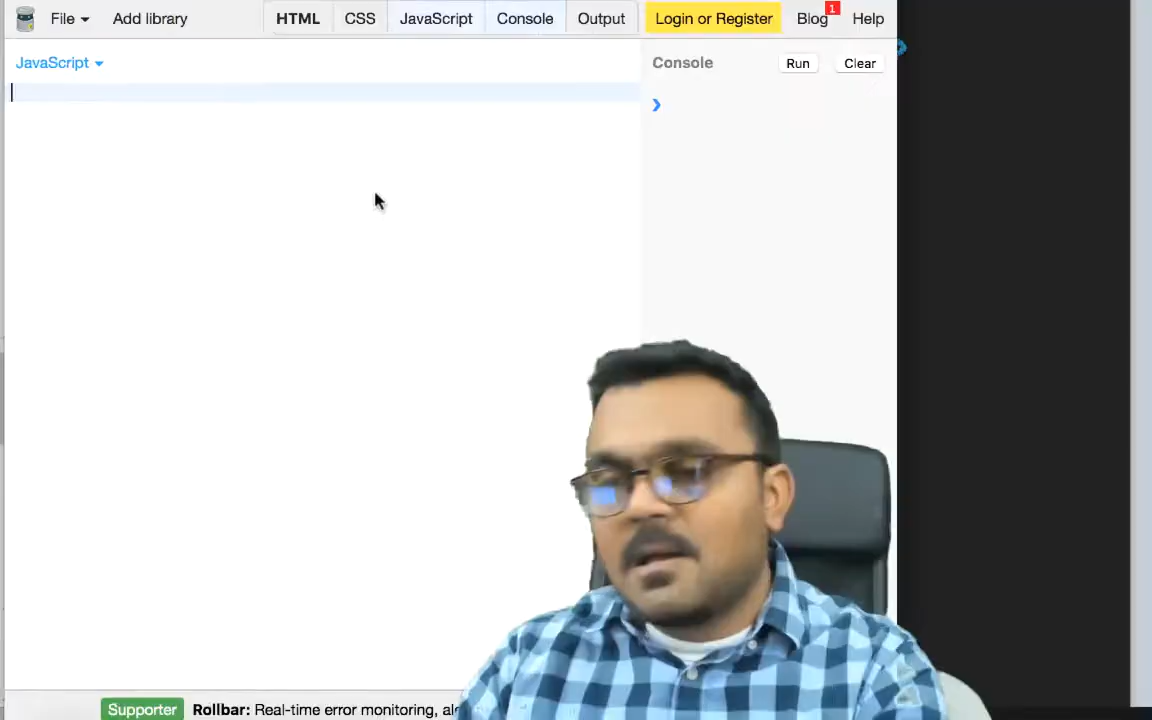 File Add library HTML CSS JavaScript Console Output Login or Register Blog 1 Help
JavaScript Console Run Clear
Supporter Rollbar: Real-time error monitoring,